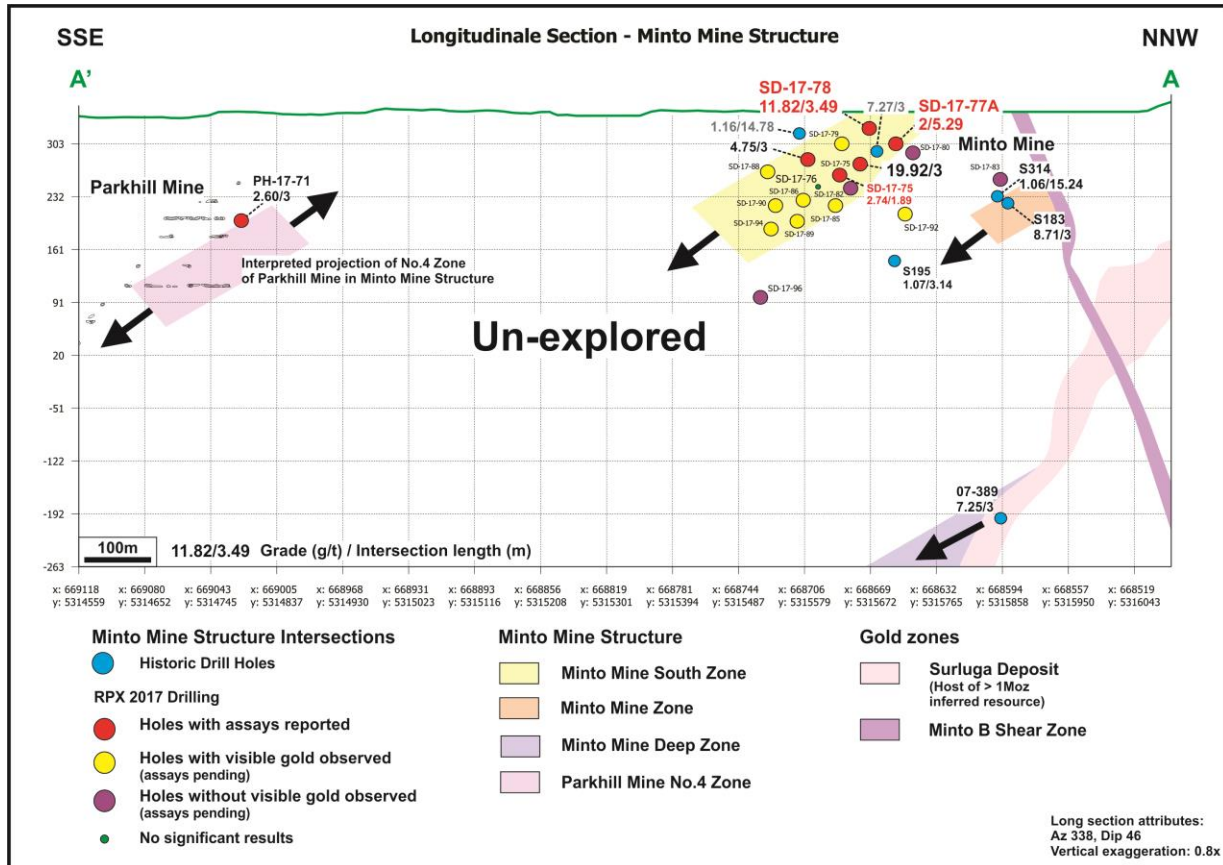 SSE
Longitudinale Section - Minto Mine Structure
NNW
A'
A
SD-17-78
11.82/3.49
7.27/3
SD-17-77A
2/5.29
1.16/14.78
SD-17-79
303
4.75/3
SD-17-80
Minto Mine
SD-17-88
SD-17-76
SD-17-75
19.92/3
SD-17-83
S314
1.06/15.24
Parkhill Mine
PH-17-71
2.60/3
232
SD-17-86
SD-17-82
SD-17-75
2.74/1.89
SD-17-90
SD-17-85
S183
8.71/3
SD-17-94
SD-17-89
SD-17-92
161
Interpreted projection of No.4 Zone
of Parkhill Mine in Minto Mine Structure
S195
1.07/3.14
91
SD-17-96
Un-explored
20
-51
-122
-192
07-389
7.25/3
100m
11.82/3.49 Grade (g/t) / Intersection length (m)
-263
x: 669118 x: 669080 x: 669043 x: 669005 x: 668968 x: 668931 x: 668893 x: 668856 x: 668819 x: 668781 x: 668744 x: 668706 x: 668669 x: 668632 x: 668594 x: 668557 x: 668519
y: 5314559 y: 5314652 y: 5314745 y: 5314837 y: 5314930 y: 5315023 y: 5315116 y: 5315208 y: 5315301 y: 5315394 y: 5315487 y: 5315579 y: 5315672 y: 5315765 y: 5315858 y: 5315950 y: 5316043
Minto Mine Structure Intersections
Historic Drill Holes
RPX 2017 Drilling
Holes with assays reported
Holes with visible gold observed
(assays pending)
Holes without visible gold observed
(assays pending)
No significant results
Minto Mine Structure
Minto Mine South Zone
Minto Mine Zone
Minto Mine Deep Zone
Parkhill Mine No.4 Zone
Gold zones
Surluga Deposit
(Host of > 1Moz
inferred resource)
Minto B Shear Zone
Long section attributes:
Az 338, Dip 46
Vertical exaggeration: 0.8x